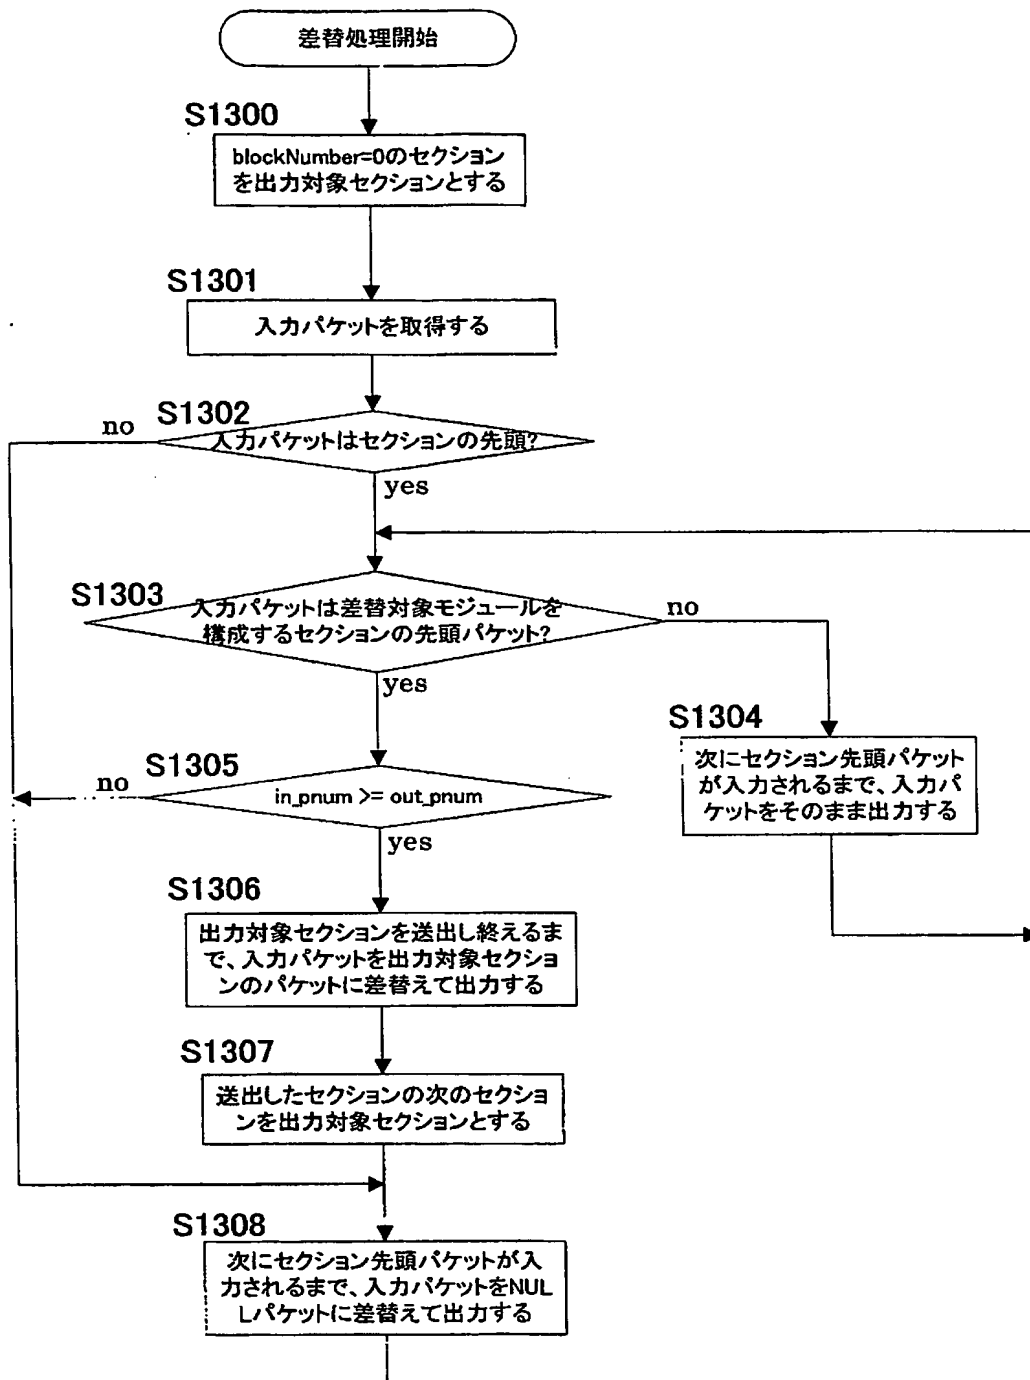 差替処理開始
S1300
blockNumber=0のセクション
を出力対象セクションとする
S1301
入力パケットを取得する
S1302
no
入力パケットはセクションの先頭?
yes
S1303
入力パケットは差替対象モジュールを
構成するセクションの先頭パケット?
no
yes
S1304
次にセクション先頭パケット
が入力されるまで、入力パ
ケットをそのまま出力する
S1305
no
in_pnum >= out_pnum
yes
S1306
出力対象セクションを送出し終えるま
で、入力パケットを出力対象セクショ
ンのパケットに差替えて出力する
S1307
送出したセクションの次のセクショ
ンを出力対象セクションとする
S1308
次にセクション先頭パケットが入
力されるまで、入力パケットをNUL
Lパケットに差替えて出力する